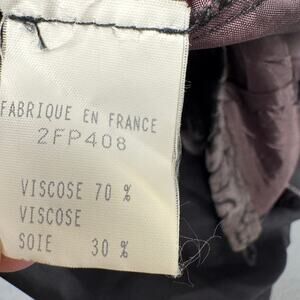 FABRIQUE EN FRANCE
2FP408
VISCOSE 70 %
VISCOSE
SOIE 30 %